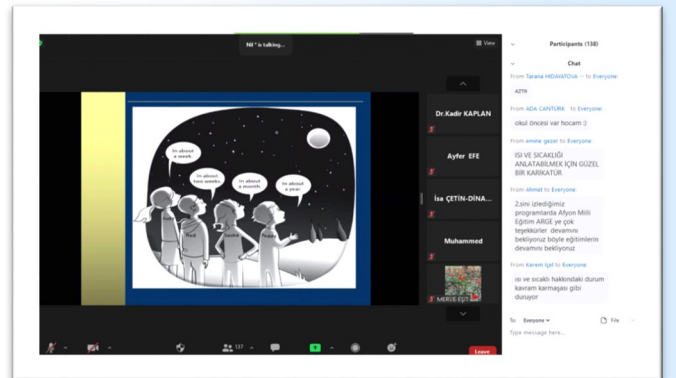 Nil * is talking...
View
In about
a week.
In about
two weeks.
In about
a month.
In about
a year.
Dr.Kadir KAPLAN
Ayfer EFE
İsa ÇETİN-DİNA...
Muhammed
MERVE EŞİT
137
Leave
Participants (138)
Chat
From Tarana HIDAYATOVA -- to Everyone:
AZTR
From ADA CANTÜRK to Everyone:
okul öncesi var hocam :)
From emine gezer to Everyone:
ISI VE SICAKLIĞI
ANLATABİLMEK İÇİN GÜZEL
BİR KARİKATÜR
From Ahmet to Everyone:
2.sini izlediğimiz
programlarda Afyon Milli
Eğitim ARGE ye çok
teşekkürler devamını
bekliyoruz böyle eğitimlerin
devamını bekliyoruz
From Kerem Işel to Everyone:
ısı ve sıcaklı hakkındaki durum
kavram karmaşası gibi
duruyor
To: Everyone
File
Type message here...